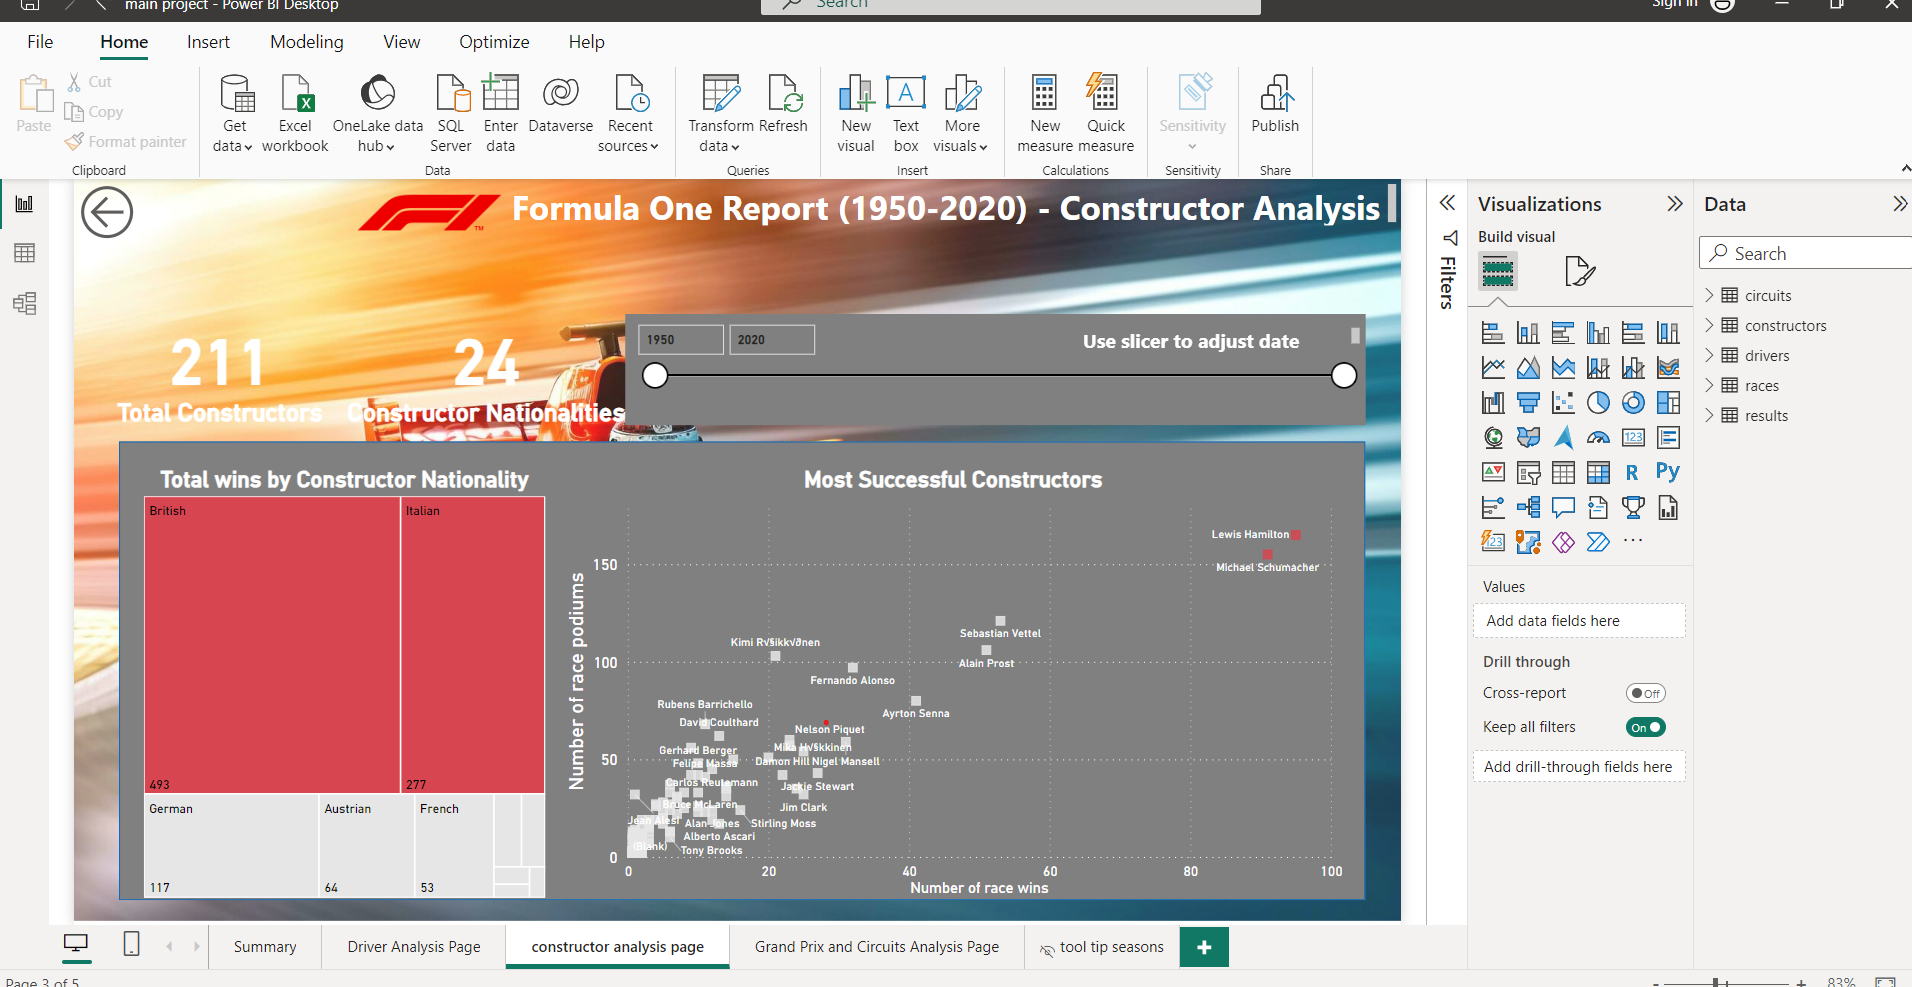 main project - Power BI Desktop
Search
Sign in
File
Home
Insert
Modeling
View
Optimize
Help
Paste
Cut
Copy
Format painter
Clipboard
Get data
Excel workbook
OneLake data hub
SQL Server
Enter data
Dataverse
Recent sources
Data
Transform data
Refresh
Queries
New visual
Text box
More visuals
Insert
New measure
Quick measure
Calculations
Sensitivity
Sensitivity
Publish
Share
Formula One Report (1950-2020) - Constructor Analysis
211
Total Constructors
24
Constructor Nationalities
1950
2020
Use slicer to adjust date
Total wins by Constructor Nationality
British
493
Italian
277
German
117
Austrian
64
French
53
Most Successful Constructors
Number of race podiums
150
100
50
0
Lewis Hamilton
Michael Schumacher
Sebastian Vettel
Kimi R√§ikk√∂nen
Alain Prost
Fernando Alonso
Rubens Barrichello
Ayrton Senna
David Coulthard
Nelson Piquet
Gerhard Berger
Mika H√§kkinen
Felipe Massa
Damon Hill
Nigel Mansell
Carlos Reutemann
Jackie Stewart
Bruce McLaren
Jim Clark
Jean Alesi
Alan Jones
Stirling Moss
Alberto Ascari
(Blank)
Tony Brooks
0
20
40
60
80
100
Number of race wins
Filters
Visualizations
Build visual
123
R
Py
123
Values
Add data fields here
Drill through
Cross-report
Off
Keep all filters
On
Add drill-through fields here
Data
Search
circuits
constructors
drivers
races
results
Summary
Driver Analysis Page
constructor analysis page
Grand Prix and Circuits Analysis Page
tool tip seasons
+
Page 3 of 5
-
+
83%